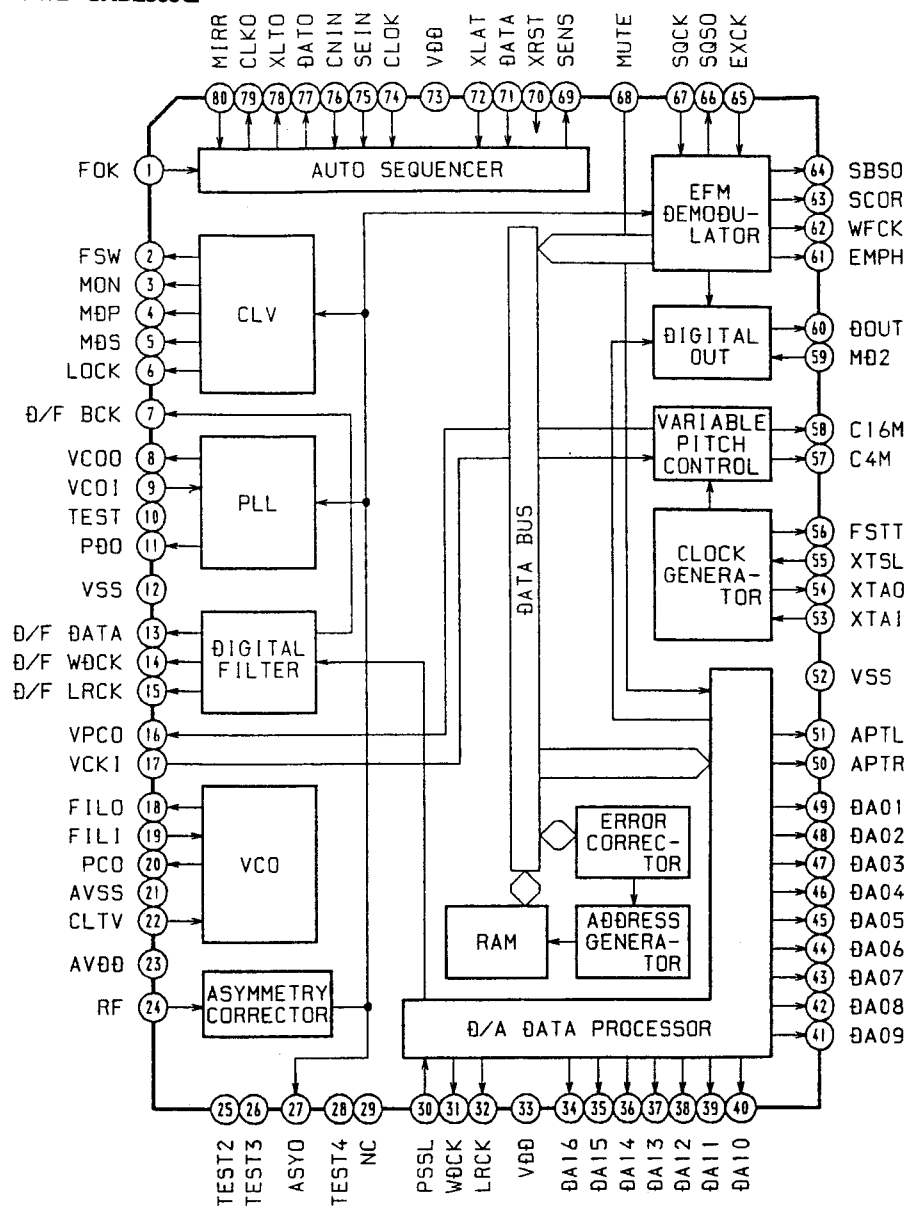 MIRR
CLKO
XLTO
DATO
CNIN
SEIN
CLOK
VDD
XLAT
DATA
XRST
SENS
MUTE
SQCK
SQSO
EXCK
80 79 78 77 76 75 74 73 72 71 70 69 68 67 66 65
FOK 1
AUTO SEQUENCER
EFM
DEMODU-
LATOR
64 SBSO
63 SCOR
62 WFCK
61 EMPH
FSW 2
MON 3
MDP 4
MDS 5
LOCK 6
CLV
DIGITAL
OUT
60 DOUT
59 MD2
D/F BCK 7
VCOO 8
VCOI 9
TEST 10
PDO 11
PLL
VARIABLE
PITCH
CONTROL
58 C16M
57 C4M
DATA BUS
CLOCK
GENERA-
TOR
56 FSTT
55 XTSL
54 XTAO
53 XTAI
VSS 12
D/F DATA 13
D/F WDCK 14
D/F LRCK 15
DIGITAL
FILTER
52 VSS
VPCO 16
VCKI 17
51 APTL
50 APTR
FILO 18
FILI 19
PCO 20
AVSS 21
CLTV 22
VCO
ERROR
CORREC-
TOR
RAM
ADDRESS
GENERA-
TOR
49 DA01
48 DA02
47 DA03
46 DA04
45 DA05
44 DA06
43 DA07
42 DA08
41 DA09
AVDD 23
RF 24
ASYMMETRY
CORRECTOR
D/A DATA PROCESSOR
25 26 27 28 29 30 31 32 33 34 35 36 37 38 39 40
TEST2
TEST3
ASYO
TEST4
NC
PSSL
WDCK
LRCK
VDD
DA16
DA15
DA14
DA13
DA12
DA11
DA10